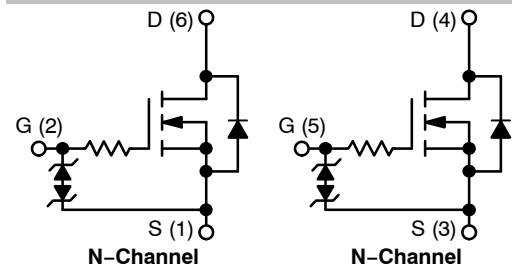 D (6)
D (4)
G (2)
G (5)
S (1)
S (3)
N−Channel
N−Channel